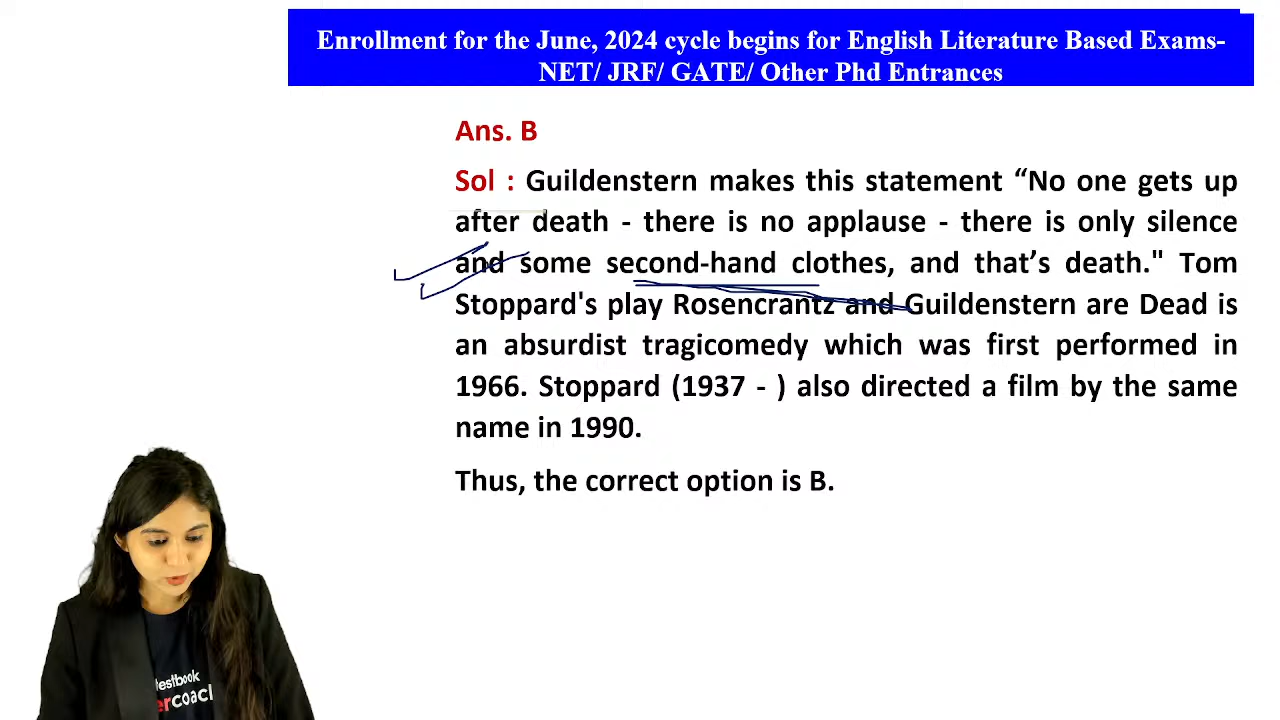 Enrollment for the June, 2024 cycle begins for English Literature Based Exams-
NET/ JRF/ GATE/ Other Phd Entrances
Ans. B
Sol : Guildenstern makes this statement “No one gets up
after death - there is no applause - there is only silence
and some second-hand clothes, and that’s death." Tom
Stoppard's play Rosencrantz and Guildenstern are Dead is
an absurdist tragicomedy which was first performed in
1966. Stoppard (1937 - ) also directed a film by the same
name in 1990.
Thus, the correct option is B.
testbook
ercoach